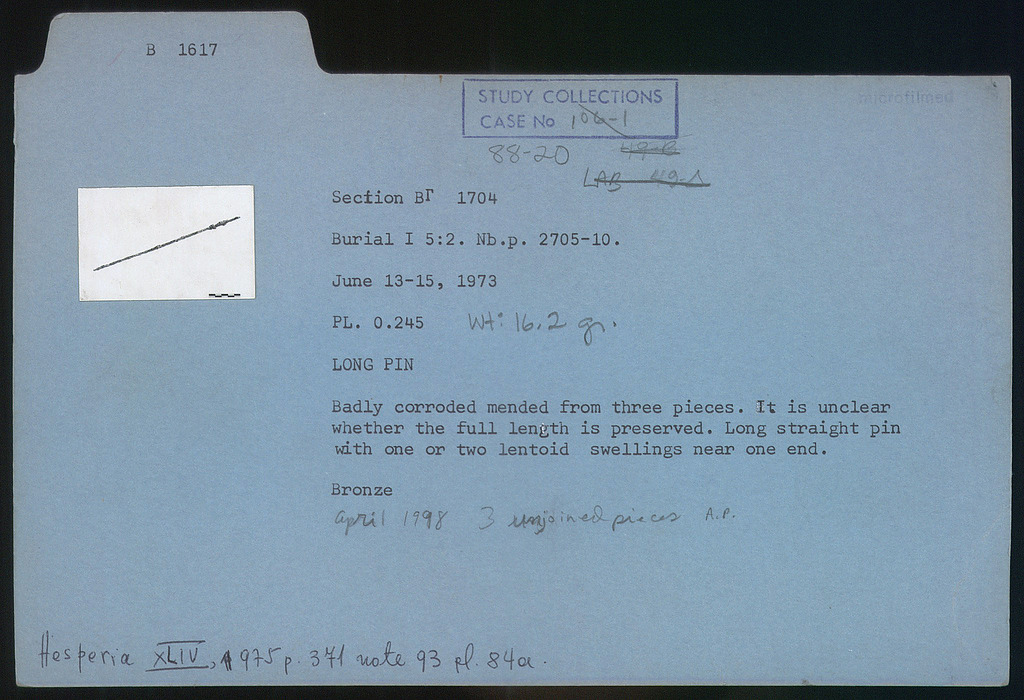 B 1617
microfilmed
STUDY COLLECTIONS
CASE No 106-1
88-20
49-
LAB 49-A
Section BΓ 1704
Burial I 5:2. Nb.p. 2705-10.
June 13-15, 1973
PL. 0.245 Wt: 16.2 gr.
LONG PIN
Badly corroded mended from three pieces. It is unclear
whether the full length is preserved. Long straight pin
with one or two lentoid swellings near one end.
Bronze
April 1998 3 unjoined pieces A.P.
Hesperia XLIV, 1975 p. 371 note 93 pl. 84a.